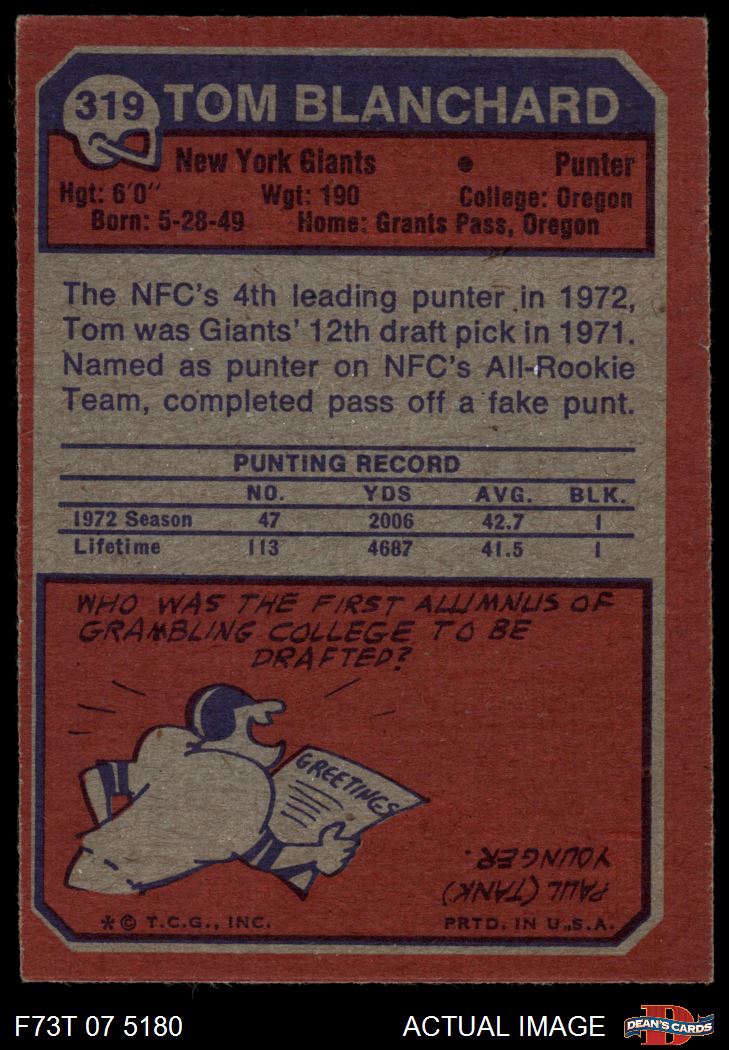 319 TOM BLANCHARD
New York Giants • Punter
Hgt: 6'0" Wgt: 190 College: Oregon
Born: 5-28-49 Home: Grants Pass, Oregon
The NFC's 4th leading punter in 1972,
Tom was Giants' 12th draft pick in 1971.
Named as punter on NFC's All-Rookie
Team, completed pass off a fake punt.
PUNTING RECORD
NO. YDS AVG. BLK.
1972 Season 47 2006 42.7 1
Lifetime 113 4687 41.5 1
WHO WAS THE FIRST ALUMNUS OF
GRAMBLING COLLEGE TO BE
DRAFTED?
GREETINGS
PAUL (TANK)
YOUNGER.
* © T.C.G., INC. PRTD. IN U.S.A.
F73T 07 5180 ACTUAL IMAGE D DEAN'S CARDS